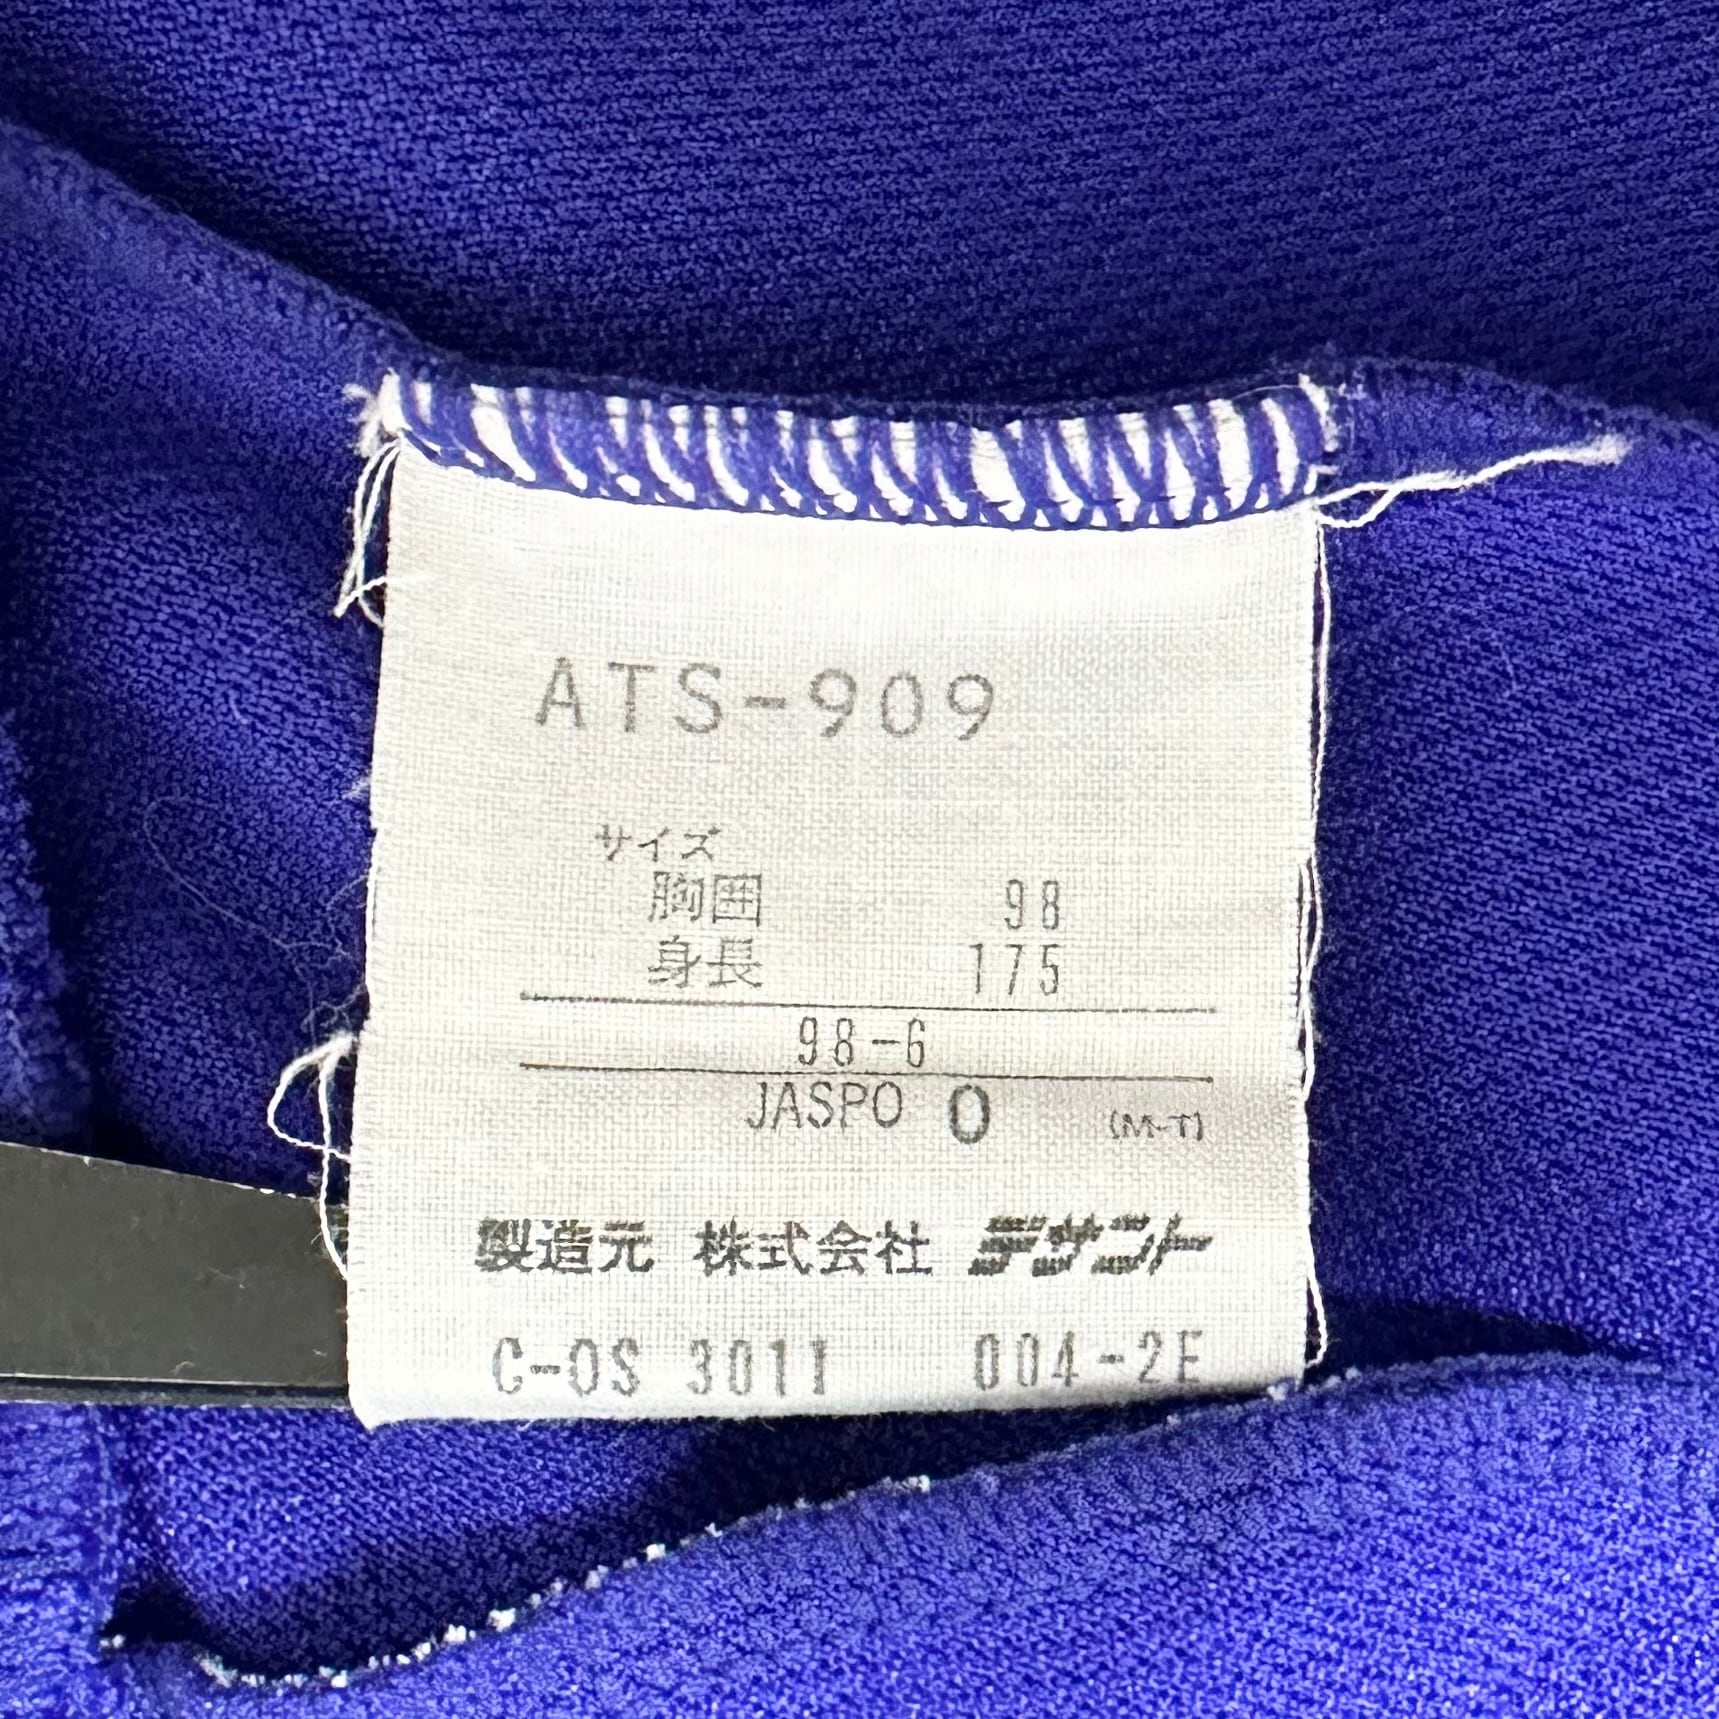 ATS-909
サイズ
胸囲 98
身長 175
98-6
JASPO O (M-T)
製造元 株式会社 デサント
C-OS 3011 004-2E